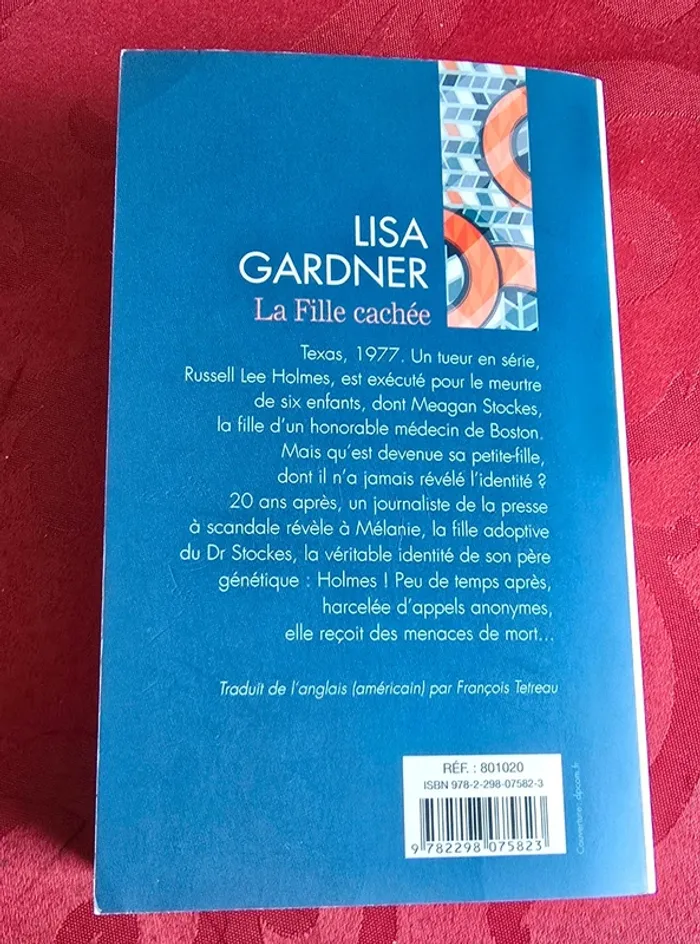 LISA
GARDNER
La Fille cachée
Texas, 1977. Un tueur en série,
Russell Lee Holmes, est exécuté pour le meurtre
de six enfants, dont Meagan Stockes,
la fille d'un honorable médecin de Boston.
Mais qu'est devenue sa petite-fille,
dont il n'a jamais révélé l'identité ?
20 ans après, un journaliste de la presse
à scandale révèle à Mélanie, la fille adoptive
du Dr Stockes, la véritable identité de son père
génétique : Holmes ! Peu de temps après,
harcelée d'appels anonymes,
elle reçoit des menaces de mort...
Traduit de l'anglais (américain) par François Tetreau
RÉF. : 801020
ISBN 978-2-298-07582-3
9 782298 075823
Couverture : dpcom.fr